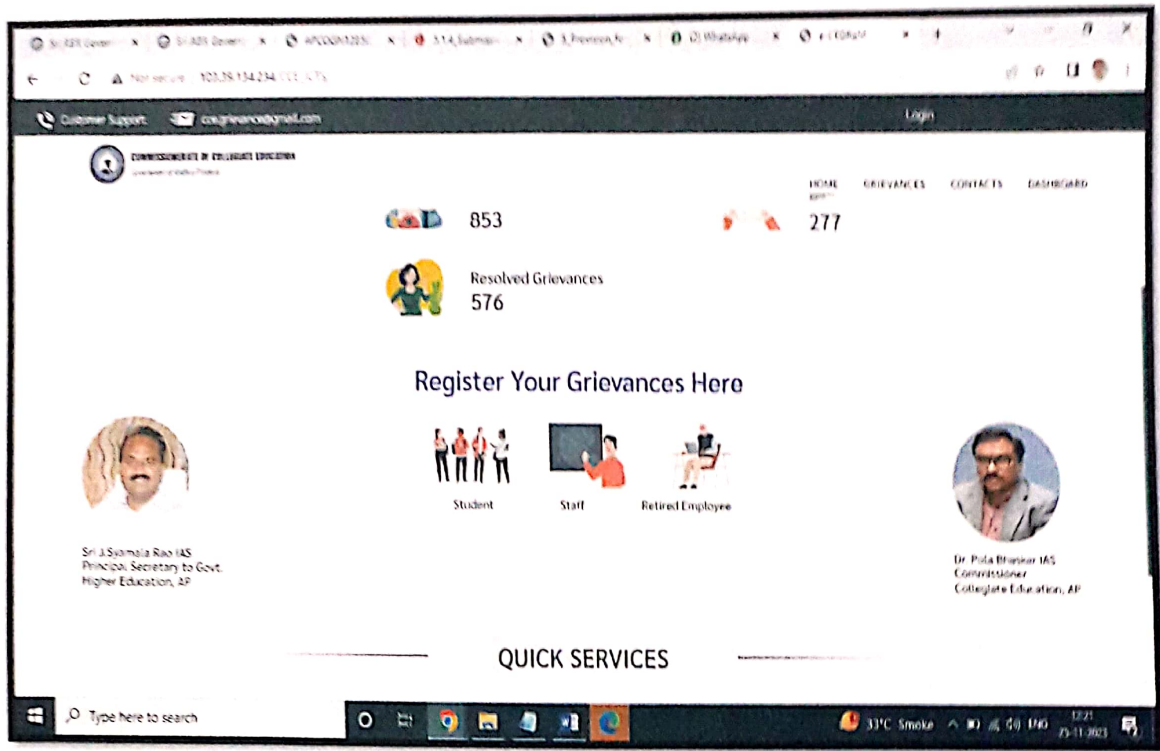 Not secure
Customer Support
Login
COMMISSIONERATE OF COLLEGIATE EDUCATION
HOME GRIEVANCES CONTACTS DASHBOARD
853
277
Resolved Grievances
576
Register Your Grievances Here
Student Staff Retired Employee
Sri J.Syamala Rao IAS
Principal Secretary to Govt.
Higher Education, AP
Dr. Pola Bhaskar IAS
Commissioner
Collegiate Education, AP
QUICK SERVICES
Type here to search
33°C Smoke
ENG
12:21